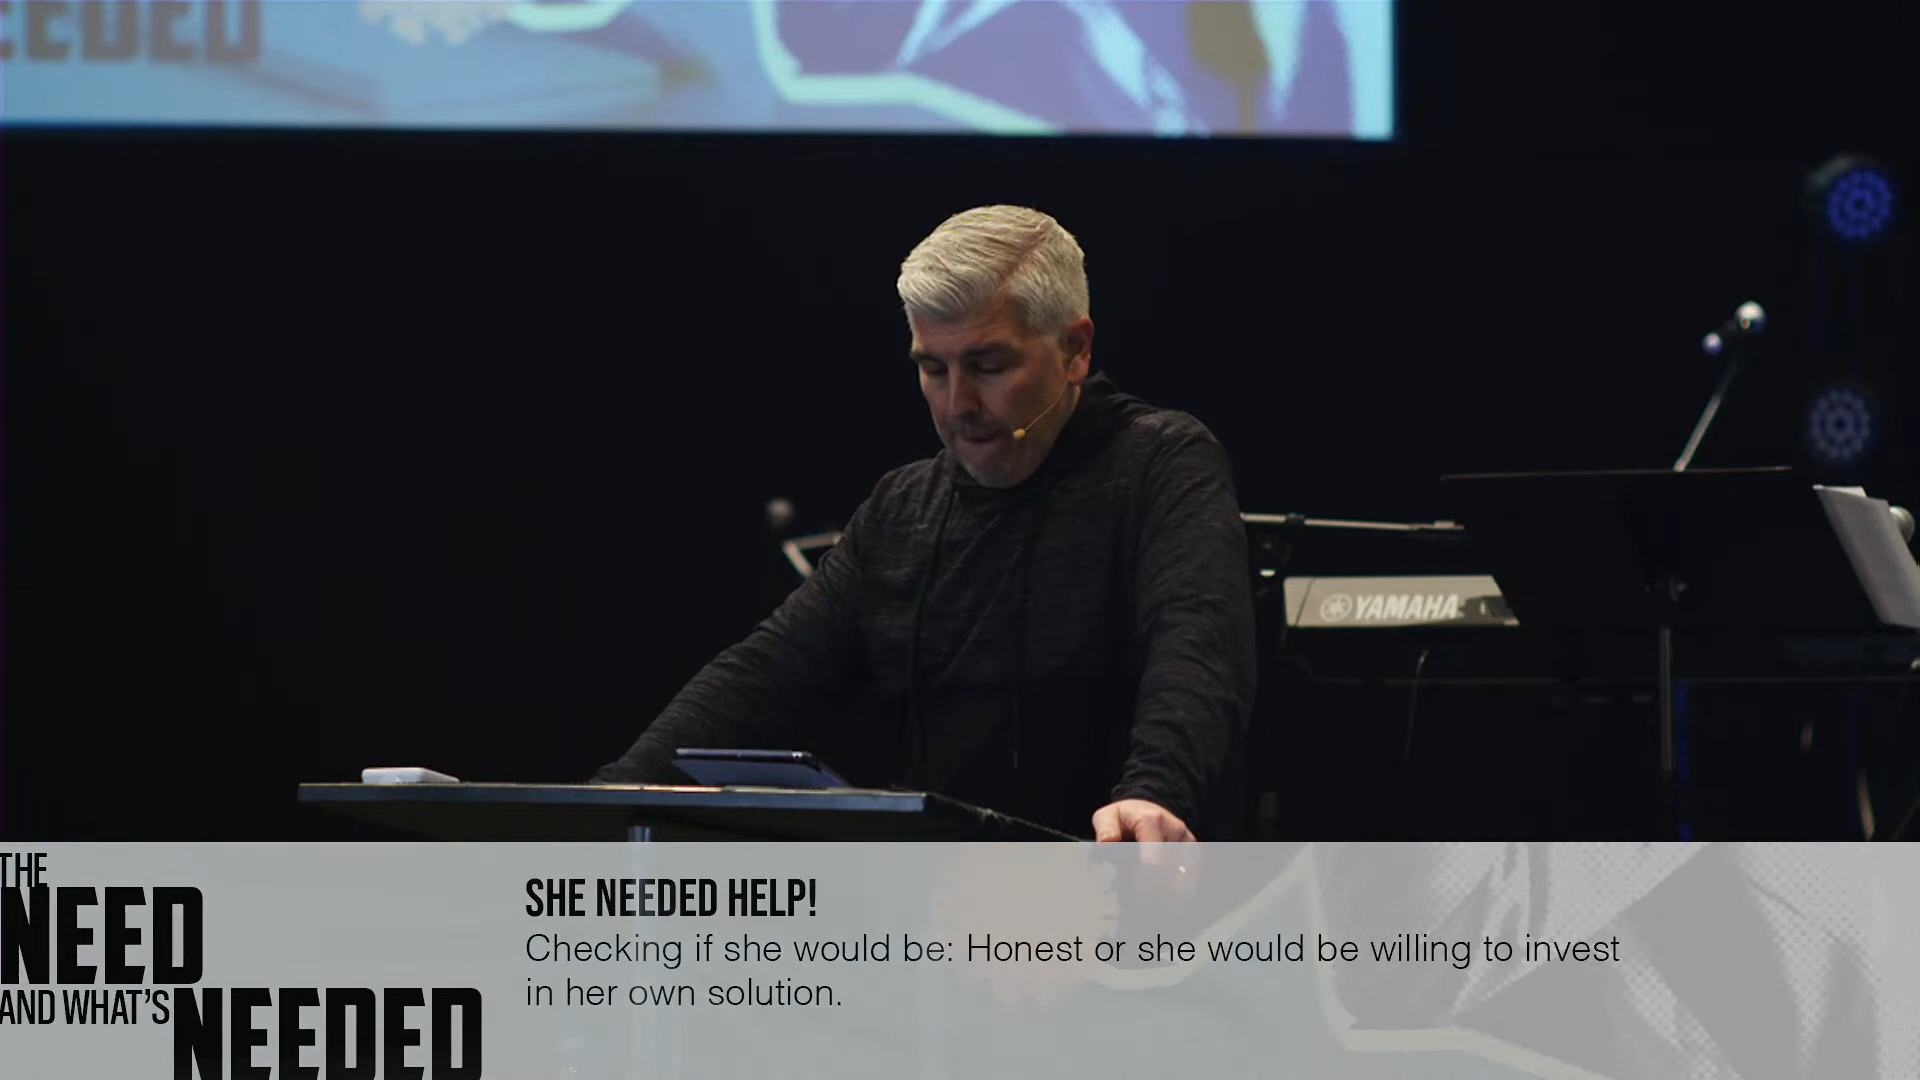 EEDED
YAMAHA
THE
NEED
AND WHAT'S
NEEDED
SHE NEEDED HELP!
Checking if she would be: Honest or she would be willing to invest
in her own solution.